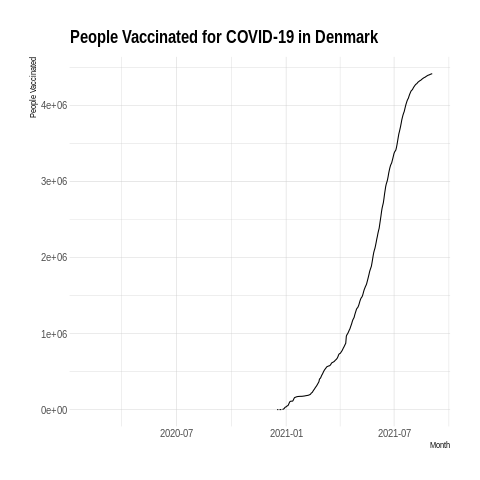 People Vaccinated for COVID-19 in Denmark
People Vaccinated
4e+06
3e+06
2e+06
1e+06
0e+00
2020-07
2021-01
2021-07
Month